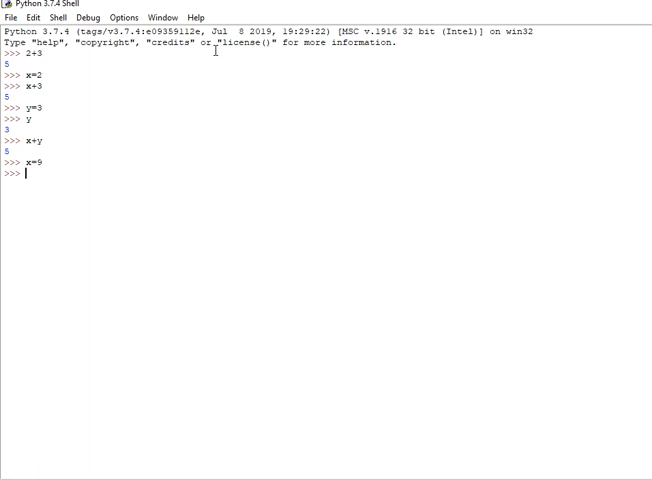 Python 3.7.4 Shell
File Edit Shell Debug Options Window Help
Python 3.7.4 (tags/v3.7.4:e09359112e, Jul  8 2019, 19:29:22) [MSC v.1916 32 bit (Intel)] on win32
Type "help", "copyright", "credits" or "license()" for more information.
>>> 2+3
5
>>> x=2
>>> x+3
5
>>> y=3
>>> y
3
>>> x+y
5
>>> x=9
>>>